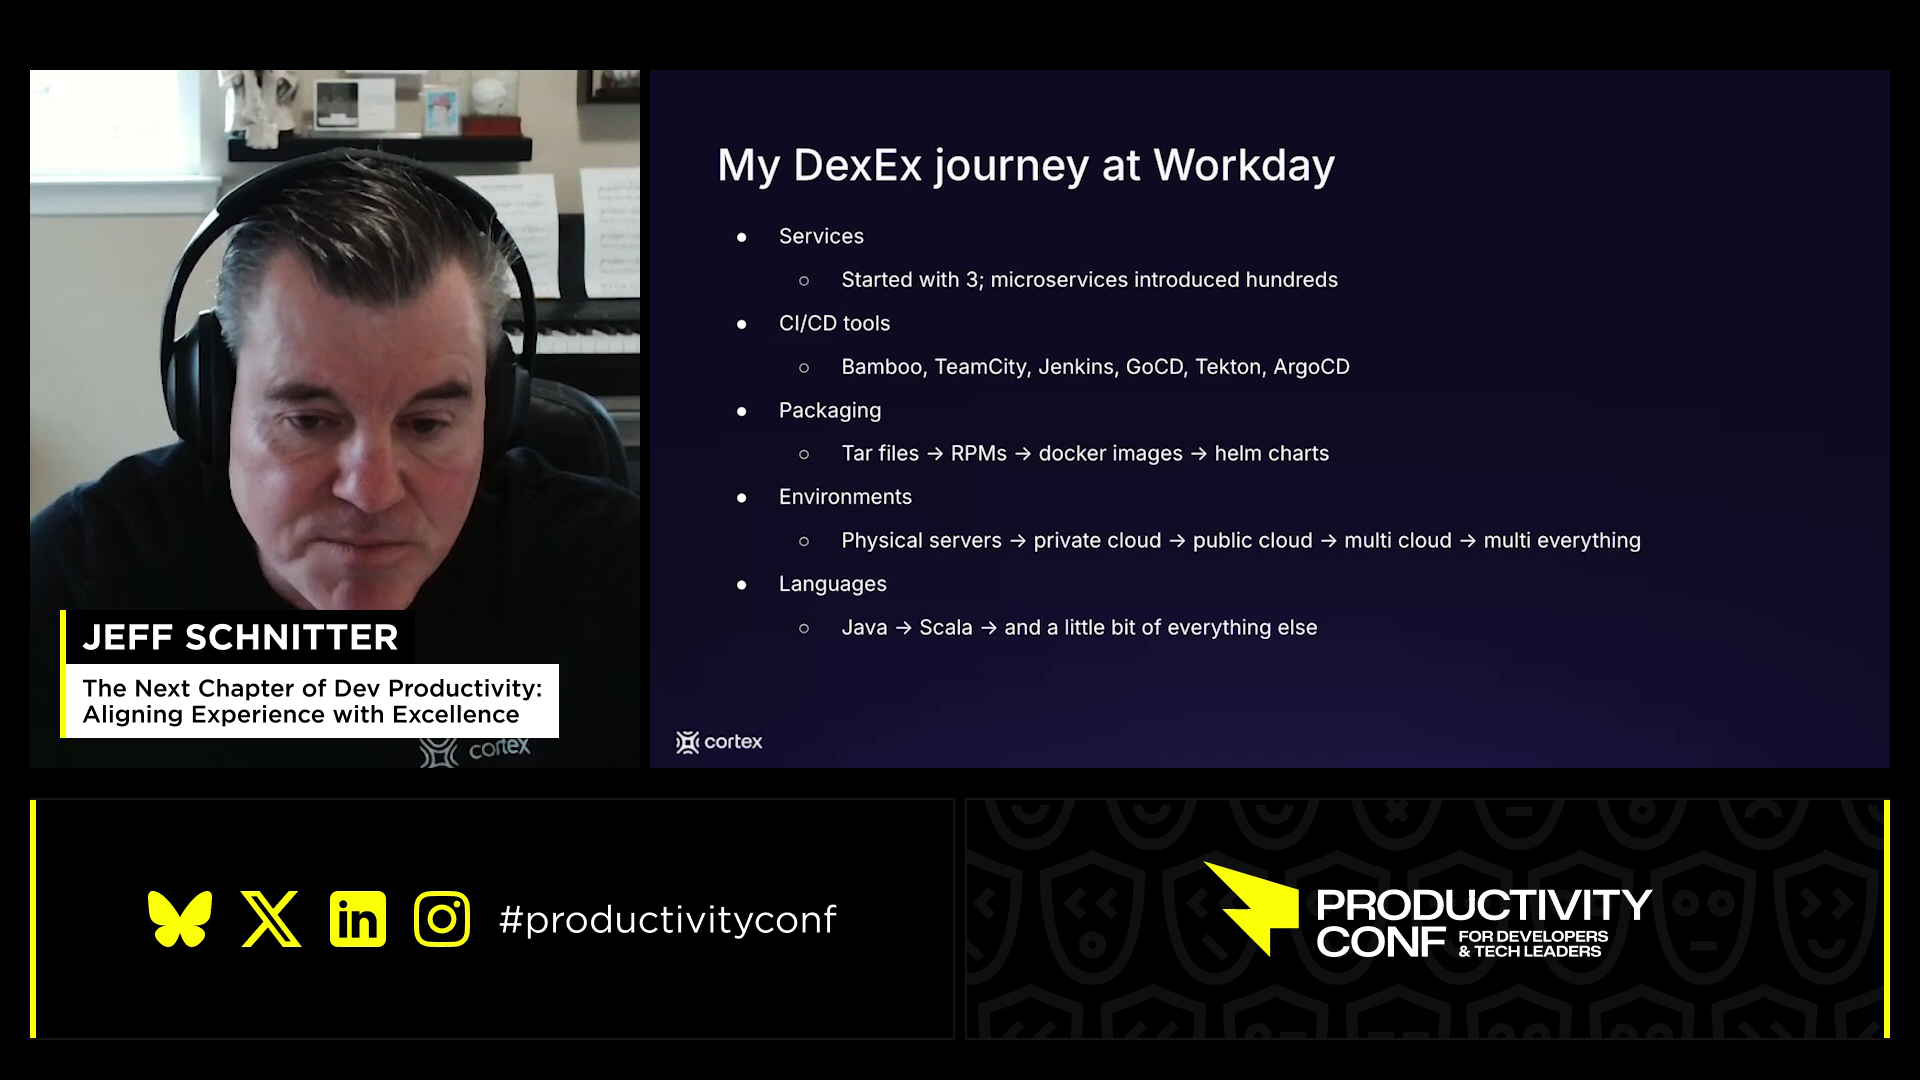 My DexEx journey at Workday
● Services
○ Started with 3; microservices introduced hundreds
● CI/CD tools
○ Bamboo, TeamCity, Jenkins, GoCD, Tekton, ArgoCD
● Packaging
○ Tar files → RPMs → docker images → helm charts
● Environments
○ Physical servers → private cloud → public cloud → multi cloud → multi everything
● Languages
○ Java → Scala → and a little bit of everything else
cortex
JEFF SCHNITTER
The Next Chapter of Dev Productivity:
Aligning Experience with Excellence
cortex
#productivityconf
PRODUCTIVITY
CONF FOR DEVELOPERS
& TECH LEADERS